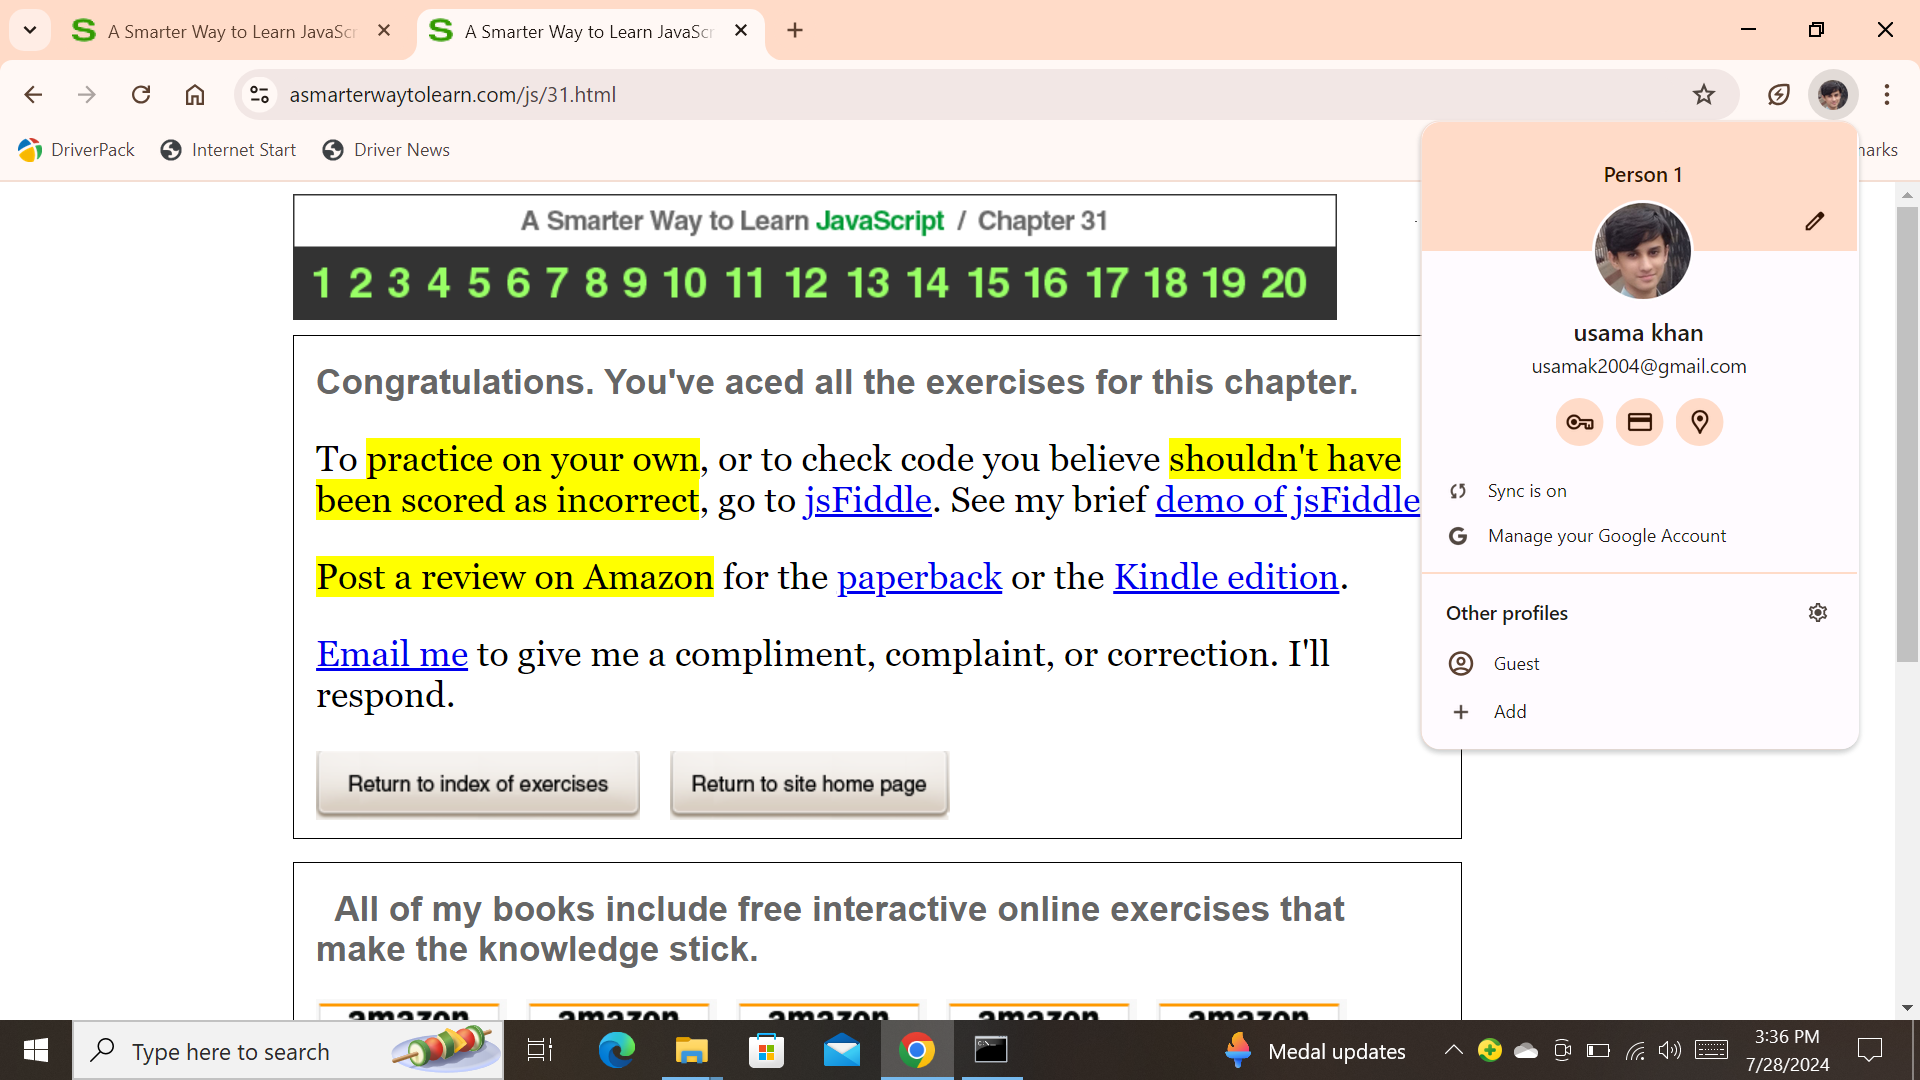 A Smarter Way to Learn JavaScr
A Smarter Way to Learn JavaScr
asmarterwaytolearn.com/js/31.html
DriverPack
Internet Start
Driver News
Person 1
usama khan
usamak2004@gmail.com
Sync is on
Manage your Google Account
Other profiles
Guest
Add
A Smarter Way to Learn JavaScript / Chapter 31
1 2 3 4 5 6 7 8 9 10 11 12 13 14 15 16 17 18 19 20
Congratulations. You've aced all the exercises for this chapter.
To practice on your own, or to check code you believe shouldn't have
been scored as incorrect, go to jsFiddle. See my brief demo of jsFiddle
Post a review on Amazon for the paperback or the Kindle edition.
Email me to give me a compliment, complaint, or correction. I'll
respond.
Return to index of exercises
Return to site home page
All of my books include free interactive online exercises that
make the knowledge stick.
amazon amazon amazon amazon amazon
Type here to search
Medal updates
3:36 PM
7/28/2024